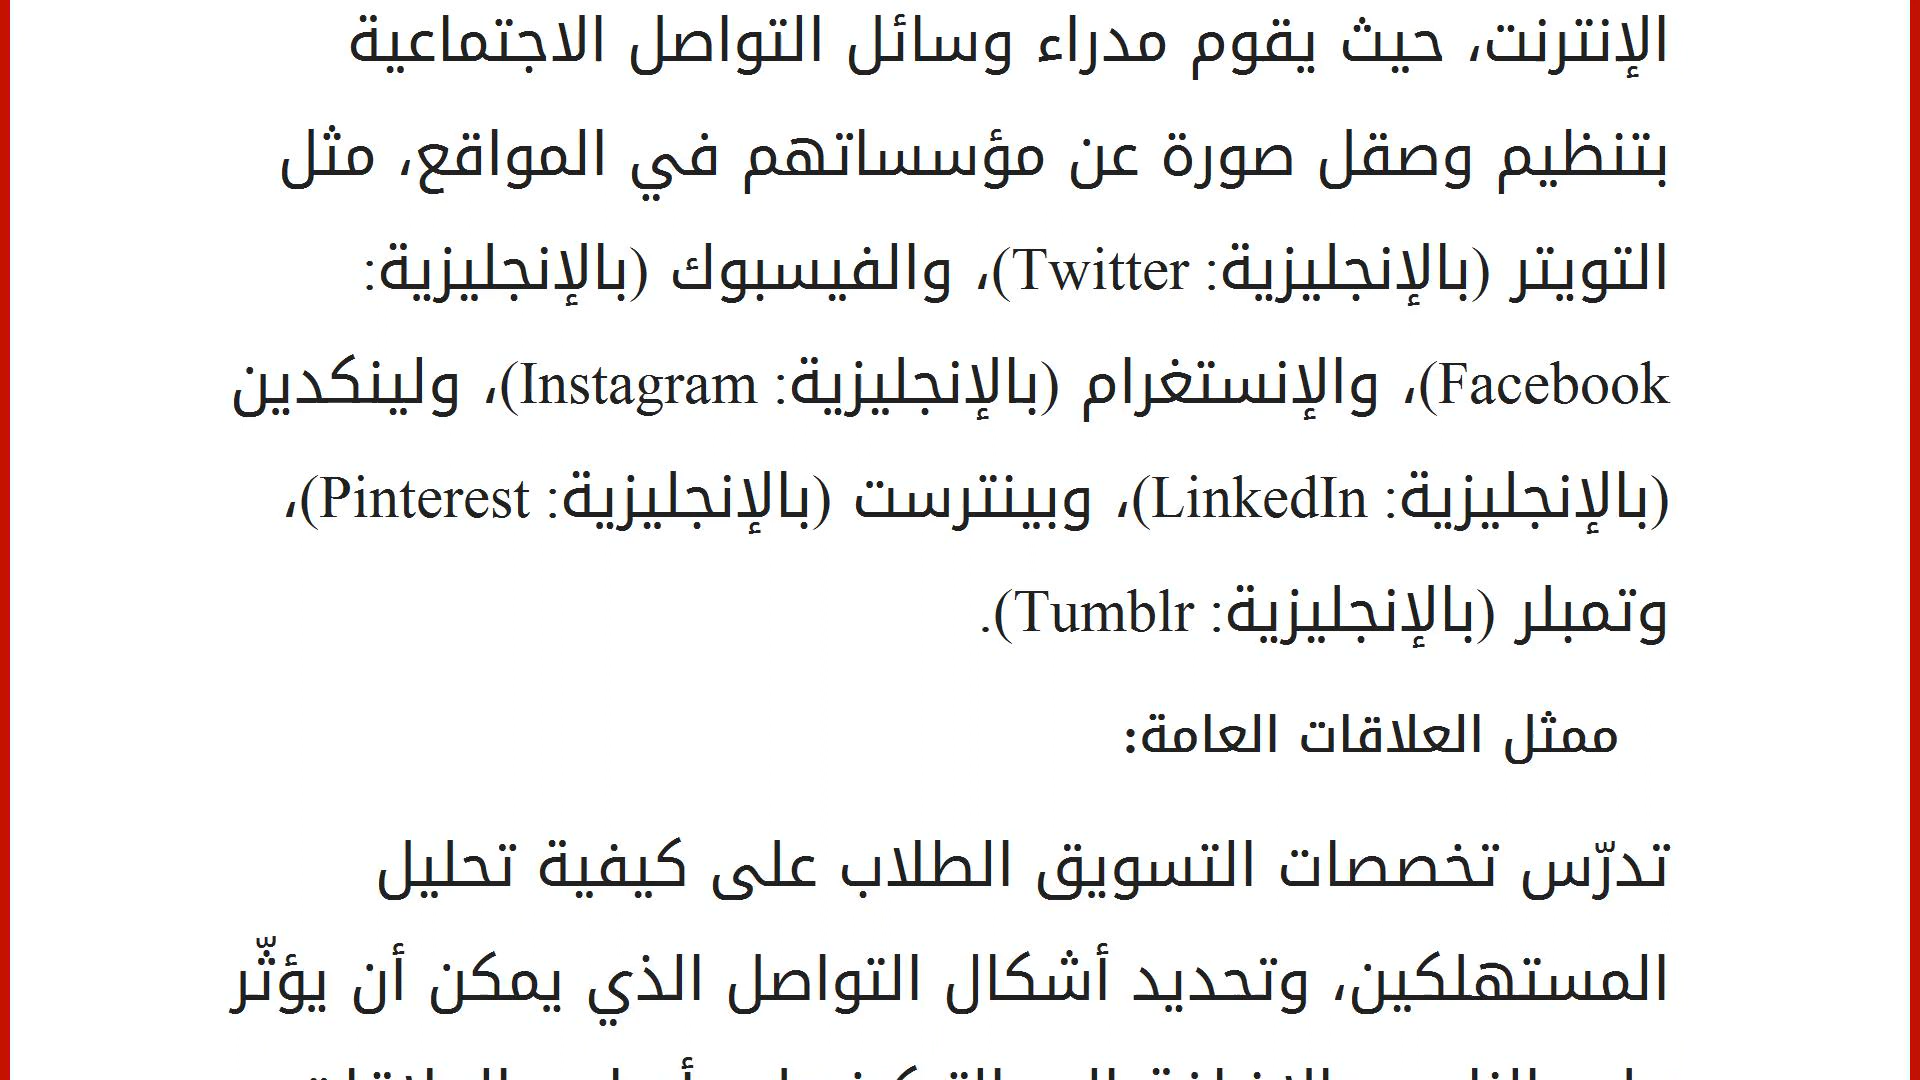 الإنترنت، حيث يقوم مدراء وسائل التواصل الاجتماعية
بتنظيم وصقل صورة عن مؤسساتهم في المواقع، مثل
التويتر (بالإنجليزية: Twitter)، والفيسبوك (بالإنجليزية:
Facebook)، والإنستغرام (بالإنجليزية: Instagram)، ولينكدين
(بالإنجليزية: LinkedIn)، وبينترست (بالإنجليزية: Pinterest)،
وتمبلر (بالإنجليزية: Tumblr).
ممثل العلاقات العامة:
تدرّس تخصصات التسويق الطلاب على كيفية تحليل
المستهلكين، وتحديد أشكال التواصل الذي يمكن أن يؤثّر